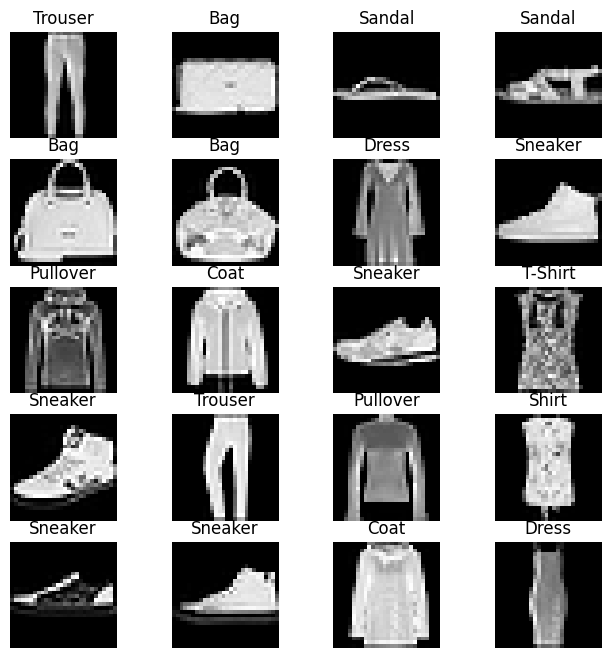 Trouser Bag Sandal Sandal
Bag Bag Dress Sneaker
Pullover Coat Sneaker T-Shirt
Sneaker Trouser Pullover Shirt
Sneaker Sneaker Coat Dress